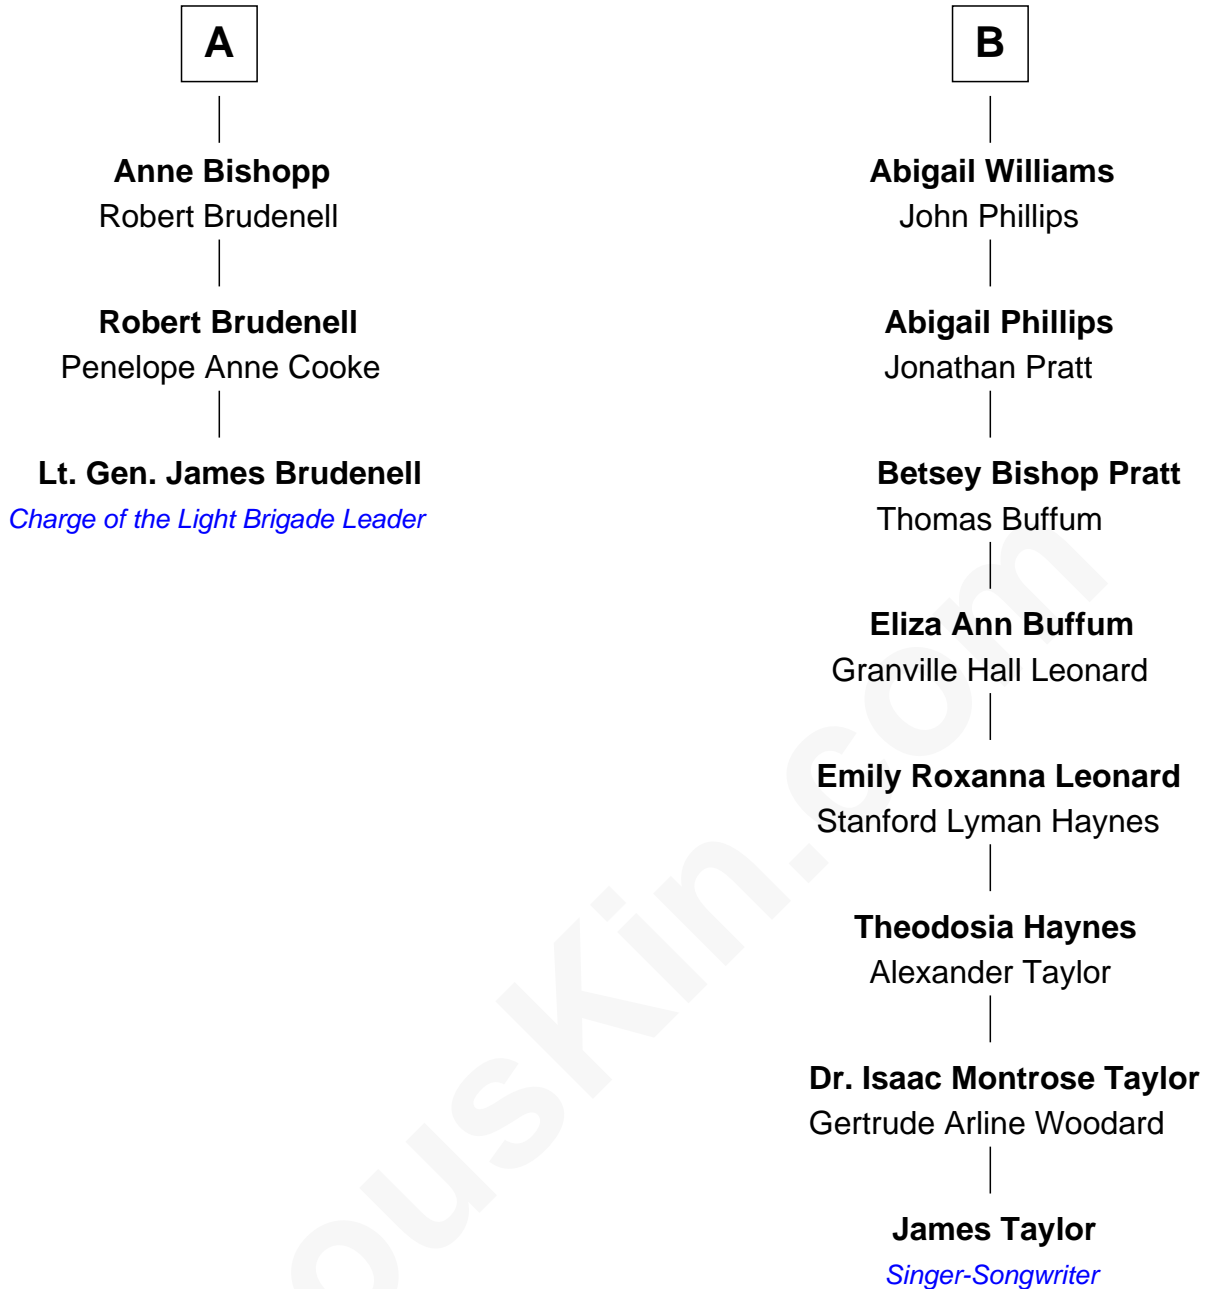 A
Anne Bishopp
Robert Brudenell
Robert Brudenell
Penelope Anne Cooke
Lt. Gen. James Brudenell
Charge of the Light Brigade Leader
B
Abigail Williams
John Phillips
Abigail Phillips
Jonathan Pratt
Betsey Bishop Pratt
Thomas Buffum
Eliza Ann Buffum
Granville Hall Leonard
Emily Roxanna Leonard
Stanford Lyman Haynes
Theodosia Haynes
Alexander Taylor
Dr. Isaac Montrose Taylor
Gertrude Arline Woodard
James Taylor
Singer-Songwriter
ousKin.com